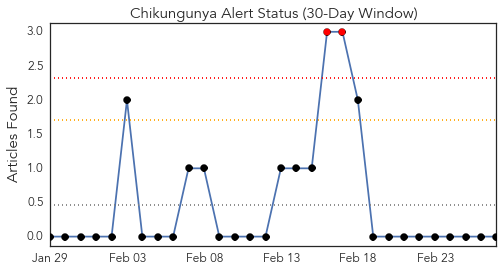 Chikungunya Alert Status (30-Day Window)
Articles Found
3.0
2.5
2.0
1.5
1.0
0.5
0.0
Jan 29 Feb 03 Feb 08 Feb 13 Feb 18 Feb 23